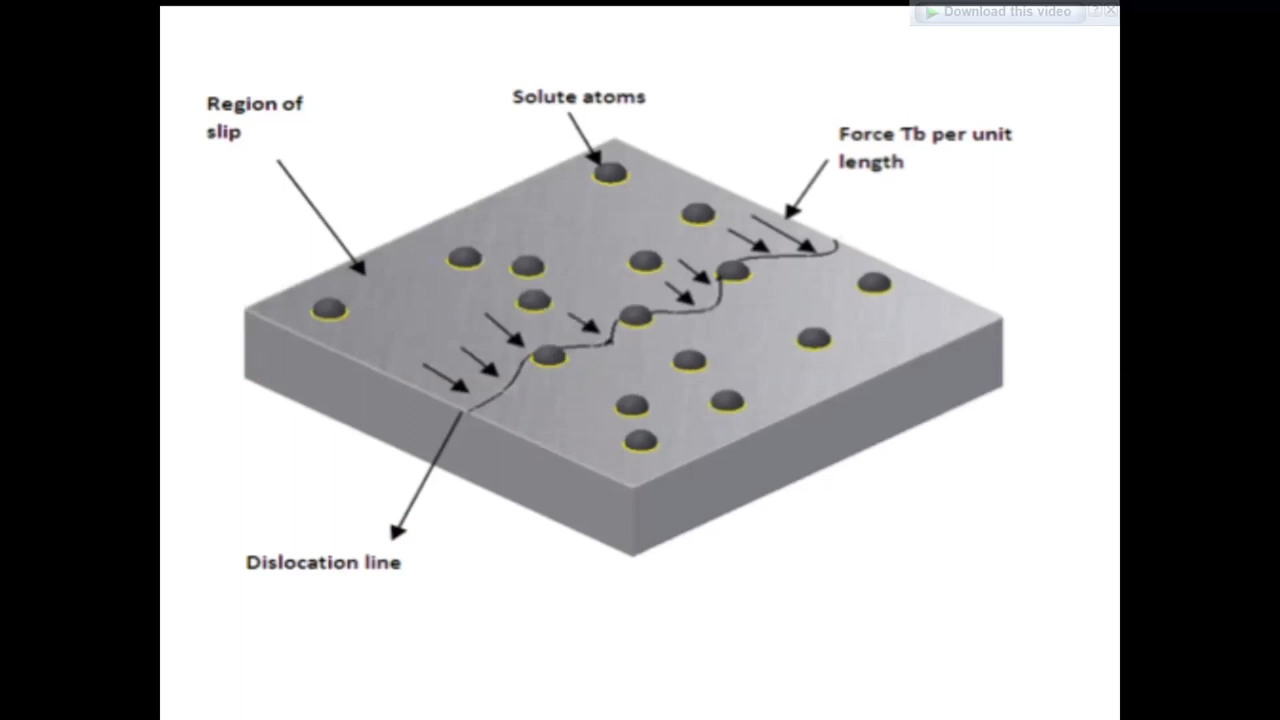 Download this video
?
Region of
slip
Solute atoms
Force Tb per unit
length
Dislocation line